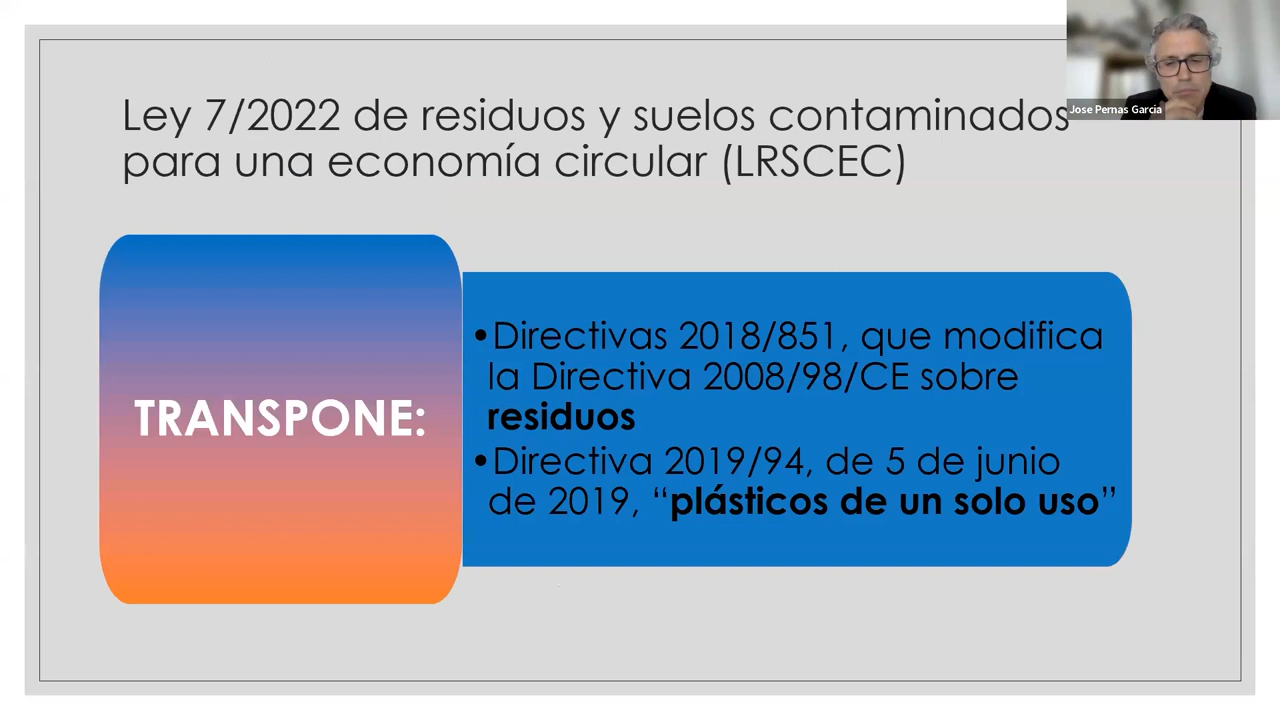 Ley 7/2022 de residuos y suelos contaminados
para una economía circular (LRSCEC)
Jose Pernas Garcia
TRANSPONE:
•Directivas 2018/851, que modifica
la Directiva 2008/98/CE sobre
residuos
•Directiva 2019/94, de 5 de junio
de 2019, “plásticos de un solo uso”